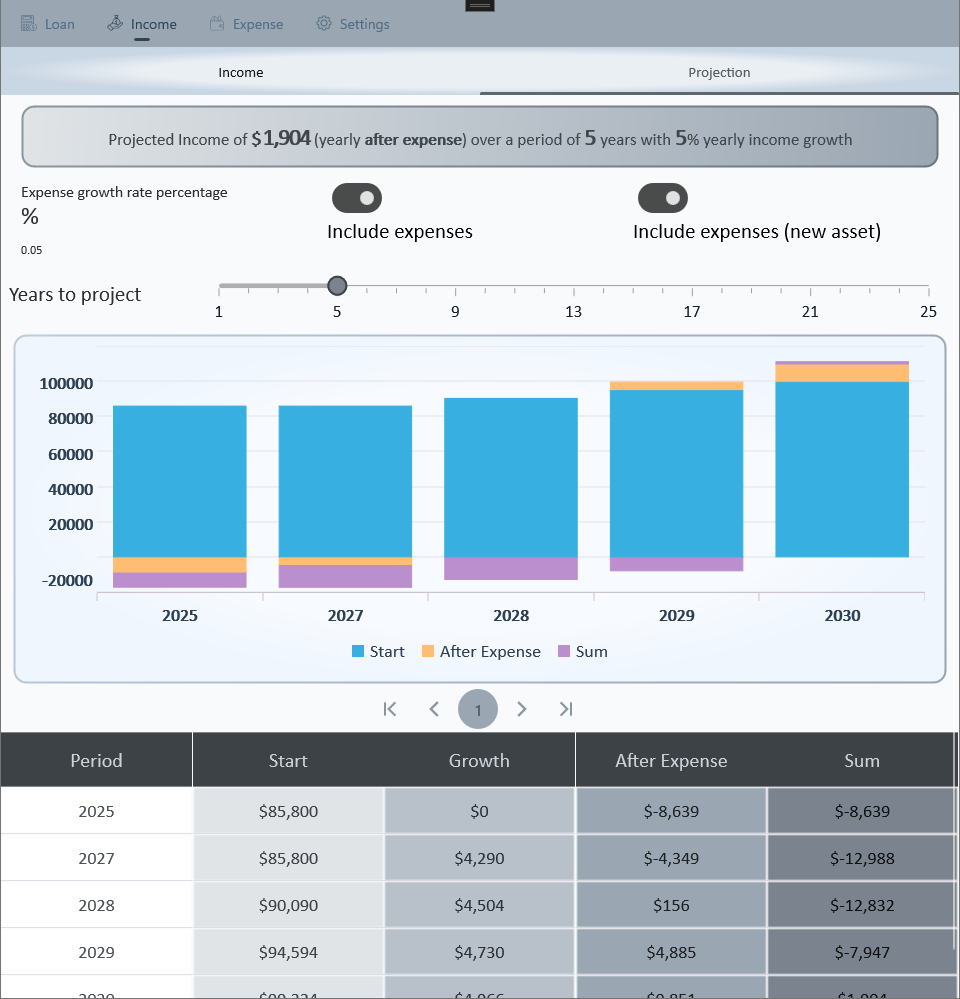 Loan Income Expense Settings
Income Projection
Projected Income of $1,904 (yearly after expense) over a period of 5 years with 5% yearly income growth
Expense growth rate percentage
%
0.05
Include expenses
Include expenses (new asset)
Years to project
1 5 9 13 17 21 25
100000
80000
60000
40000
20000
-20000
2025 2027 2028 2029 2030
Start After Expense Sum
1
Period Start Growth After Expense Sum
2025 $85,800 $0 $-8,639 $-8,639
2027 $85,800 $4,290 $-4,349 $-12,988
2028 $90,090 $4,504 $156 $-12,832
2029 $94,594 $4,730 $4,885 $-7,947